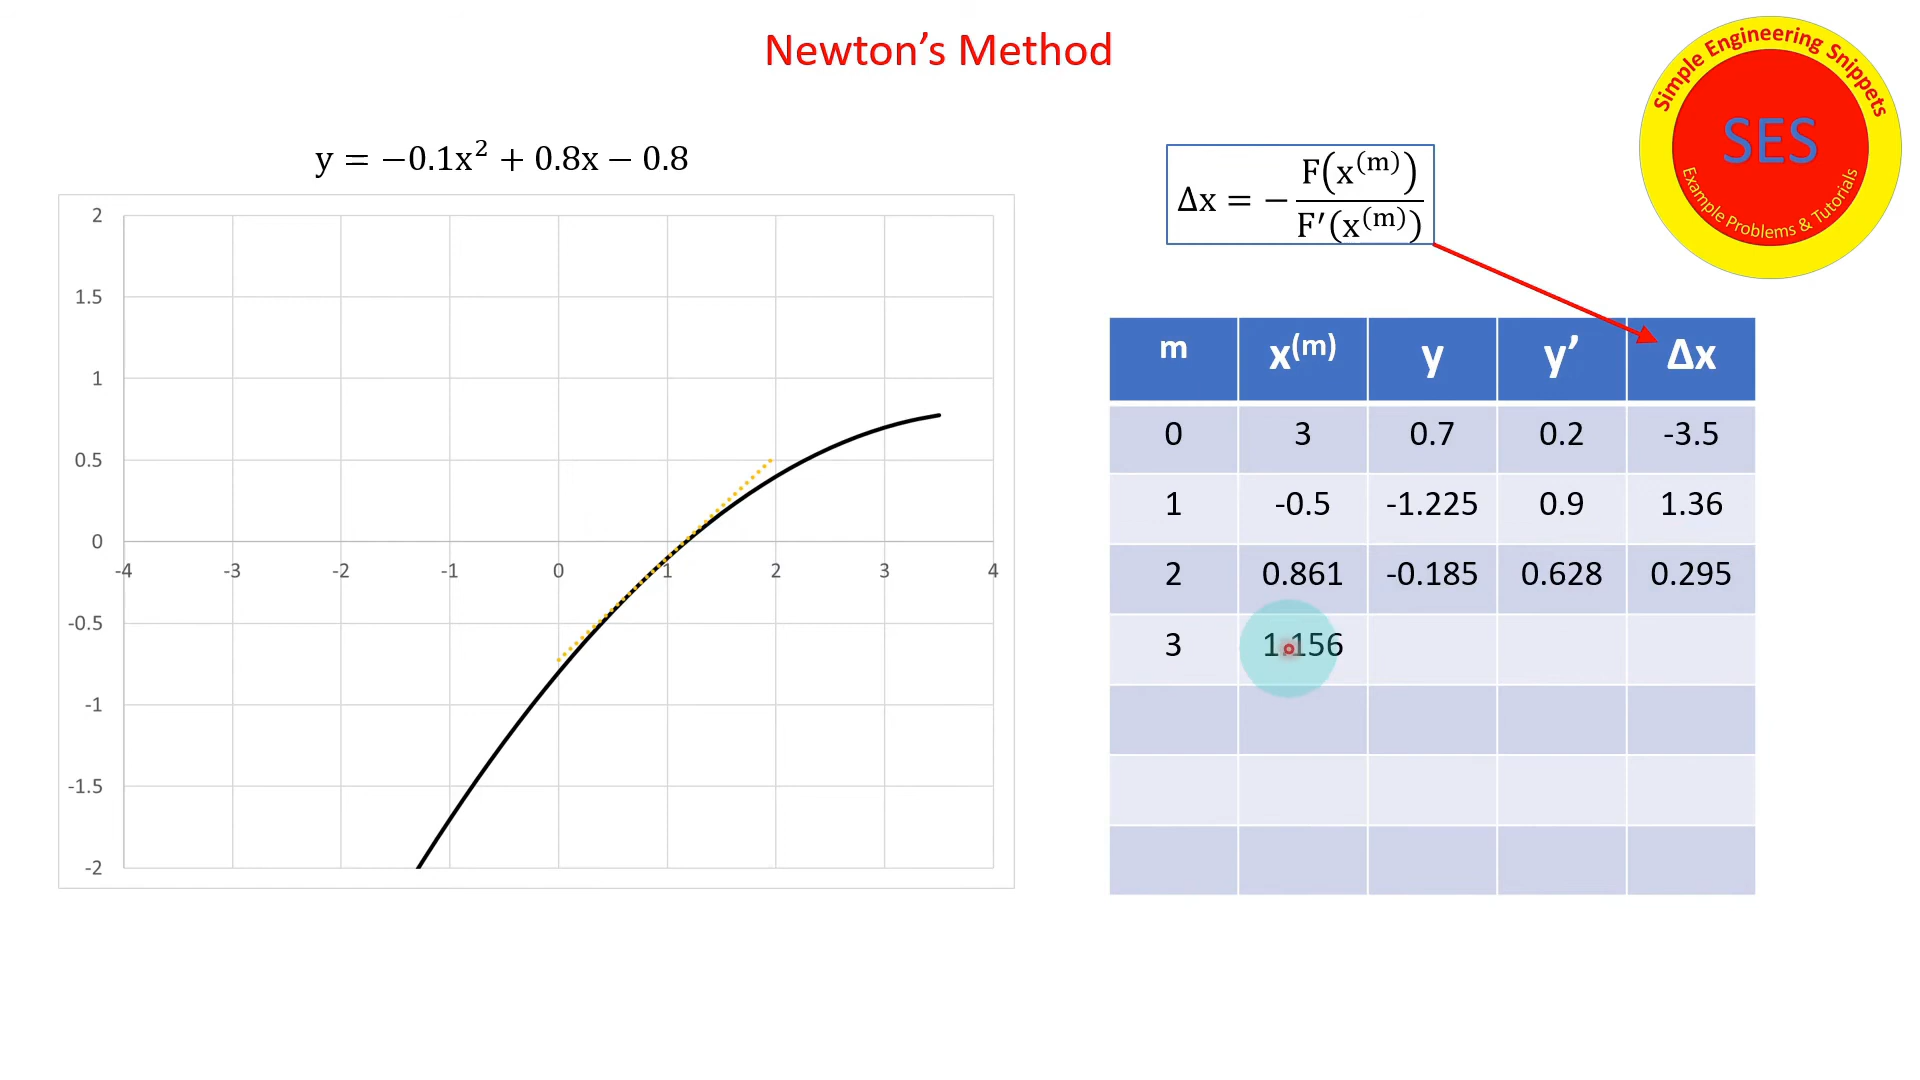 Newton’s Method
Simple Engineering Snippets
SES
Example Problems & Tutorials
y = −0.1x² + 0.8x − 0.8
Δx = − F(x⁽ᵐ⁾) / F′(x⁽ᵐ⁾)
2
1.5
1
0.5
0
-0.5
-1
-1.5
-2
-4 -3 -2 -1 0 1 2 3 4
m x⁽ᵐ⁾ y y’ Δx
0 3 0.7 0.2 -3.5
1 -0.5 -1.225 0.9 1.36
2 0.861 -0.185 0.628 0.295
3 1.156